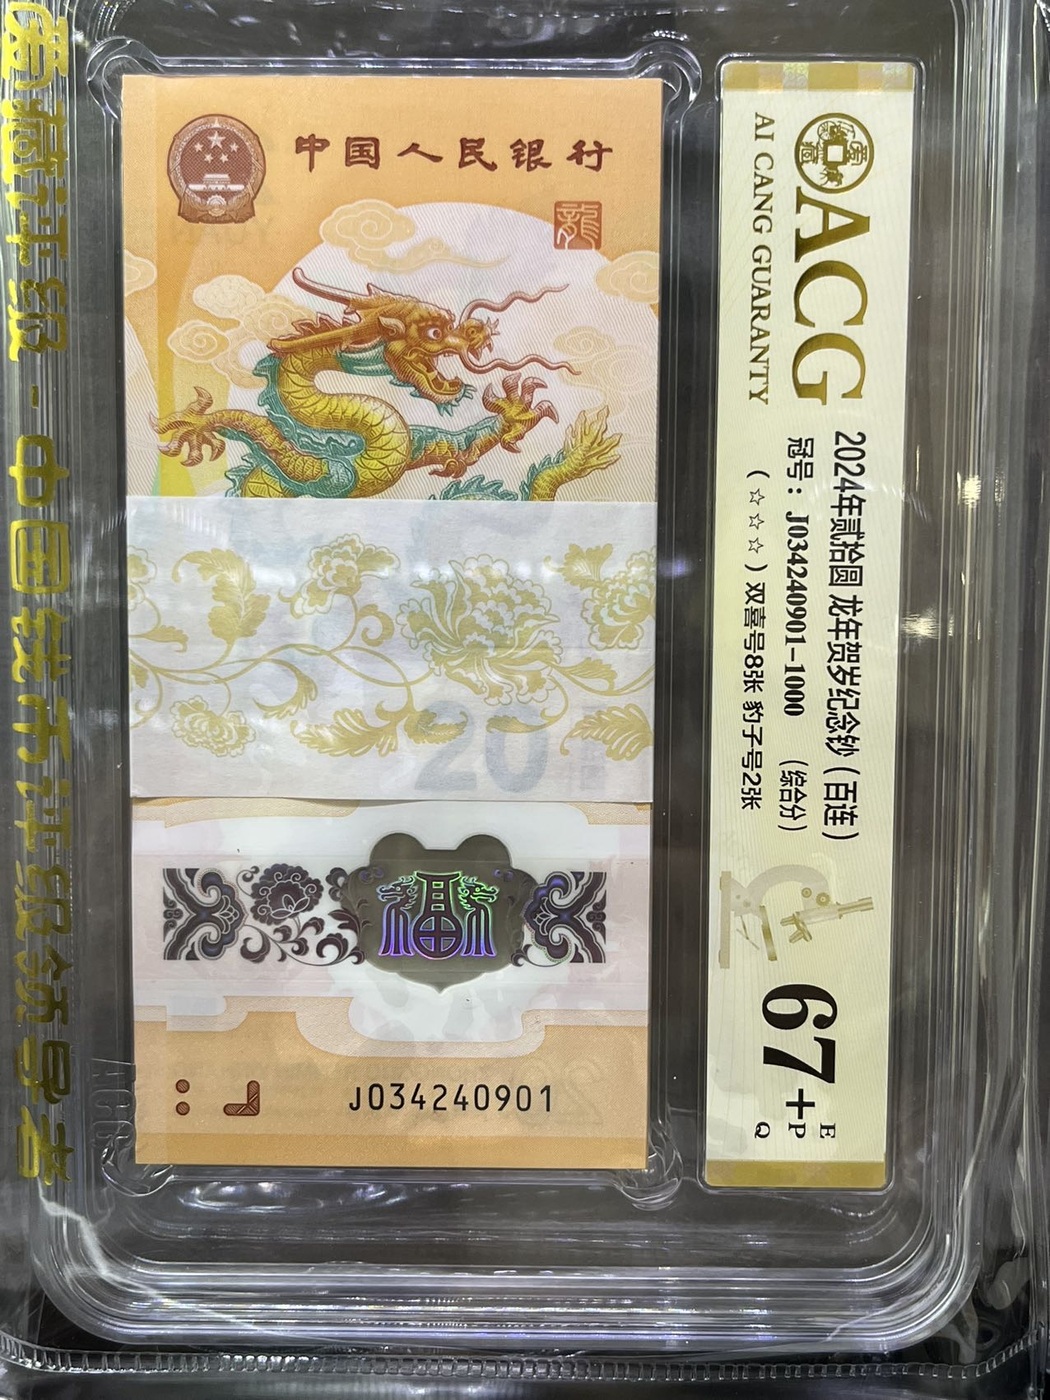 中国人民银行
龍
20
福
J034240901
ACG
AI CANG GUARANTY
2024年贰拾圆 龙年贺岁纪念钞（百连）
冠号：J034240901-1000 （综合分）
（☆☆☆）双喜号8张 豹子号2张
67+
E
P
Q
爱藏评级-中国钱币评级领导者